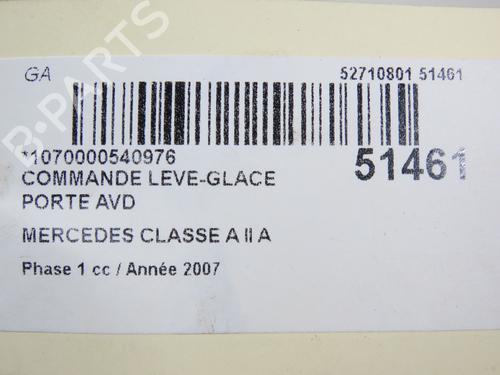 GA 52710801 51461
*1070000540976 51461
COMMANDE LEVE-GLACE
PORTE AVD
MERCEDES CLASSE A II A
Phase 1 cc / Année 2007
B-PARTS